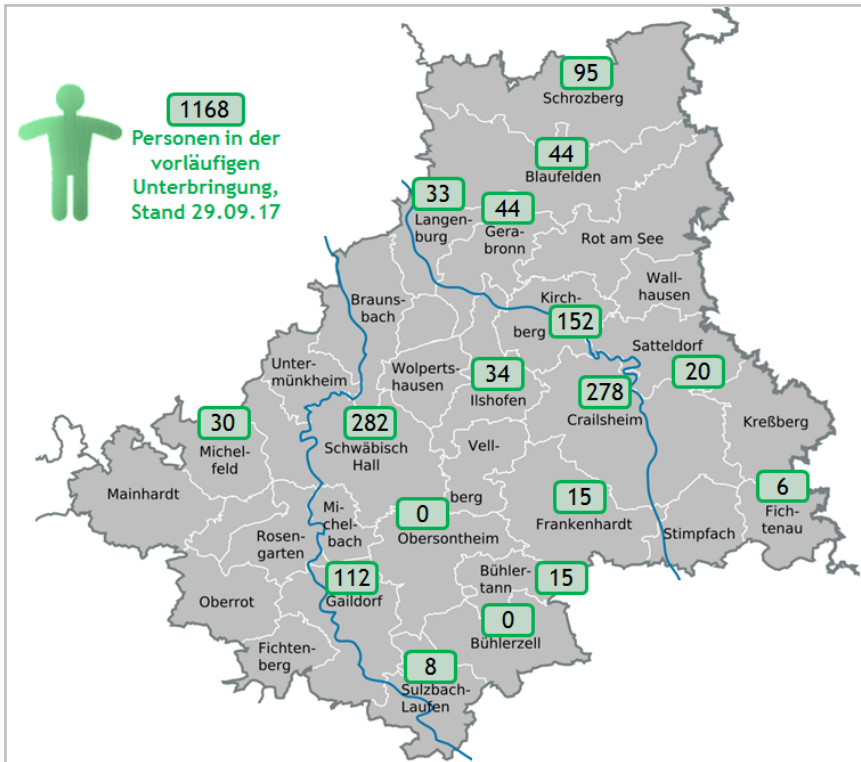 1168
Personen in der
vorläufigen
Unterbringung,
Stand 29.09.17
95
Schrozberg
44
Blaufelden
33
Langen-
burg
44
Gera-
bronn
Rot am See
Wall-
hausen
Kirch-
berg
152
Brauns-
bach
Satteldorf
20
Unter-
münkheim
Wolperts-
hausen
34
Ilshofen
278
Crailsheim
Kreßberg
30
Michel-
feld
282
Schwäbisch
Hall
Vell-
berg
Mainhardt
Mi-
chel-
bach
0
Obersontheim
15
Frankenhardt
6
Fich-
tenau
Stimpfach
Rosen-
garten
112
Gaildorf
Bühler-
tann
15
Oberrot
0
Bühlerzell
Fichten-
berg
8
Sulzbach-
Laufen